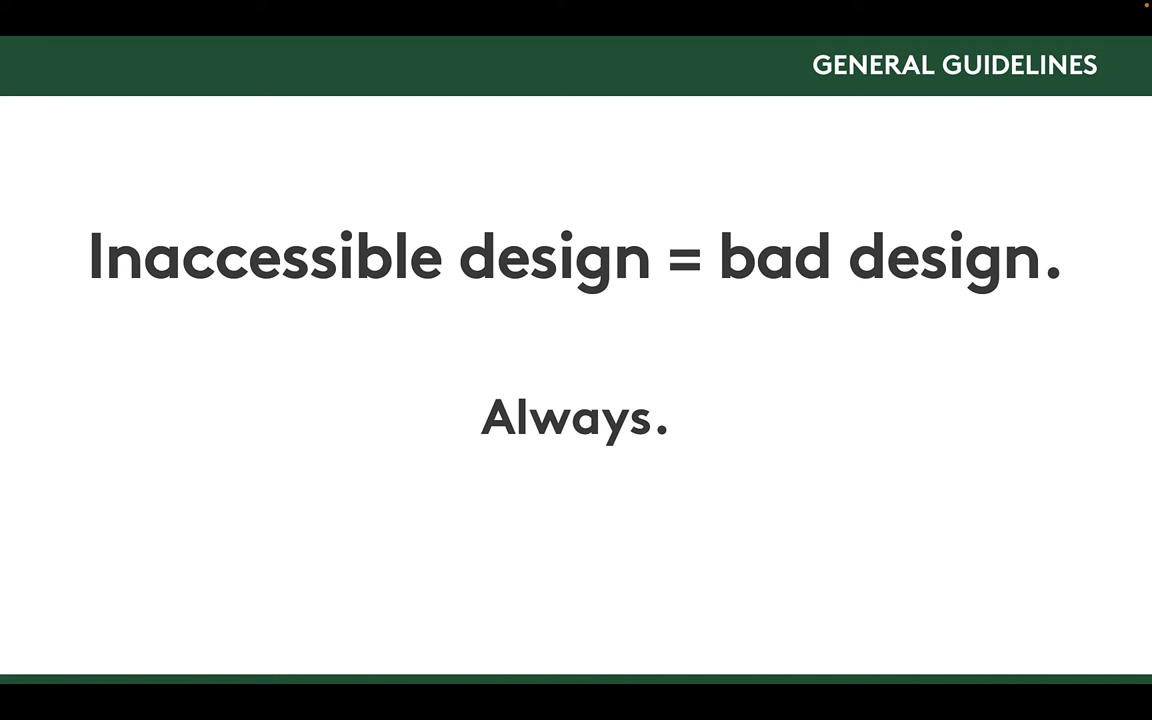 GENERAL GUIDELINES
Inaccessible design = bad design.
Always.